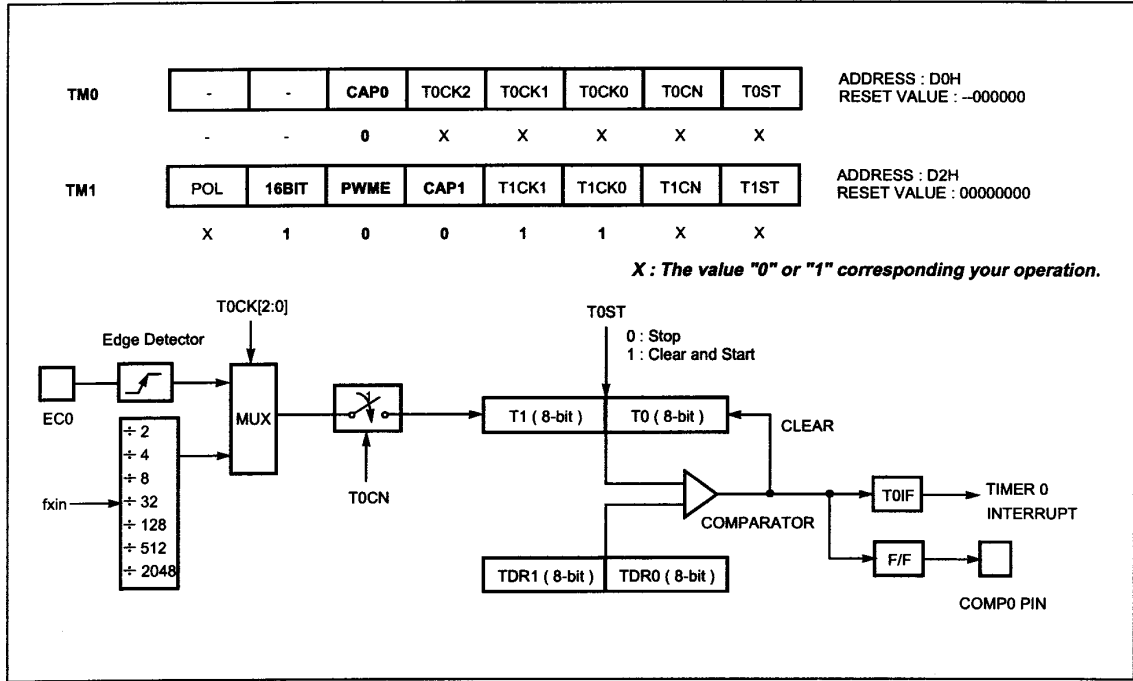 TM0 - - CAP0 T0CK2 T0CK1 T0CK0 T0CN T0ST ADDRESS : D0H
RESET VALUE : --000000
- - 0 X X X X X
TM1 POL 16BIT PWME CAP1 T1CK1 T1CK0 T1CN T1ST ADDRESS : D2H
RESET VALUE : 00000000
X 1 0 0 1 1 X X
X : The value "0" or "1" corresponding your operation.
T0CK[2:0]
T0ST
0 : Stop
1 : Clear and Start
Edge Detector
EC0
MUX
T1 ( 8-bit ) T0 ( 8-bit )
CLEAR
÷ 2
÷ 4
÷ 8
÷ 32
÷ 128
÷ 512
÷ 2048
fxin
T0CN
COMPARATOR
T0IF
TIMER 0
INTERRUPT
F/F
COMP0 PIN
TDR1 ( 8-bit ) TDR0 ( 8-bit )